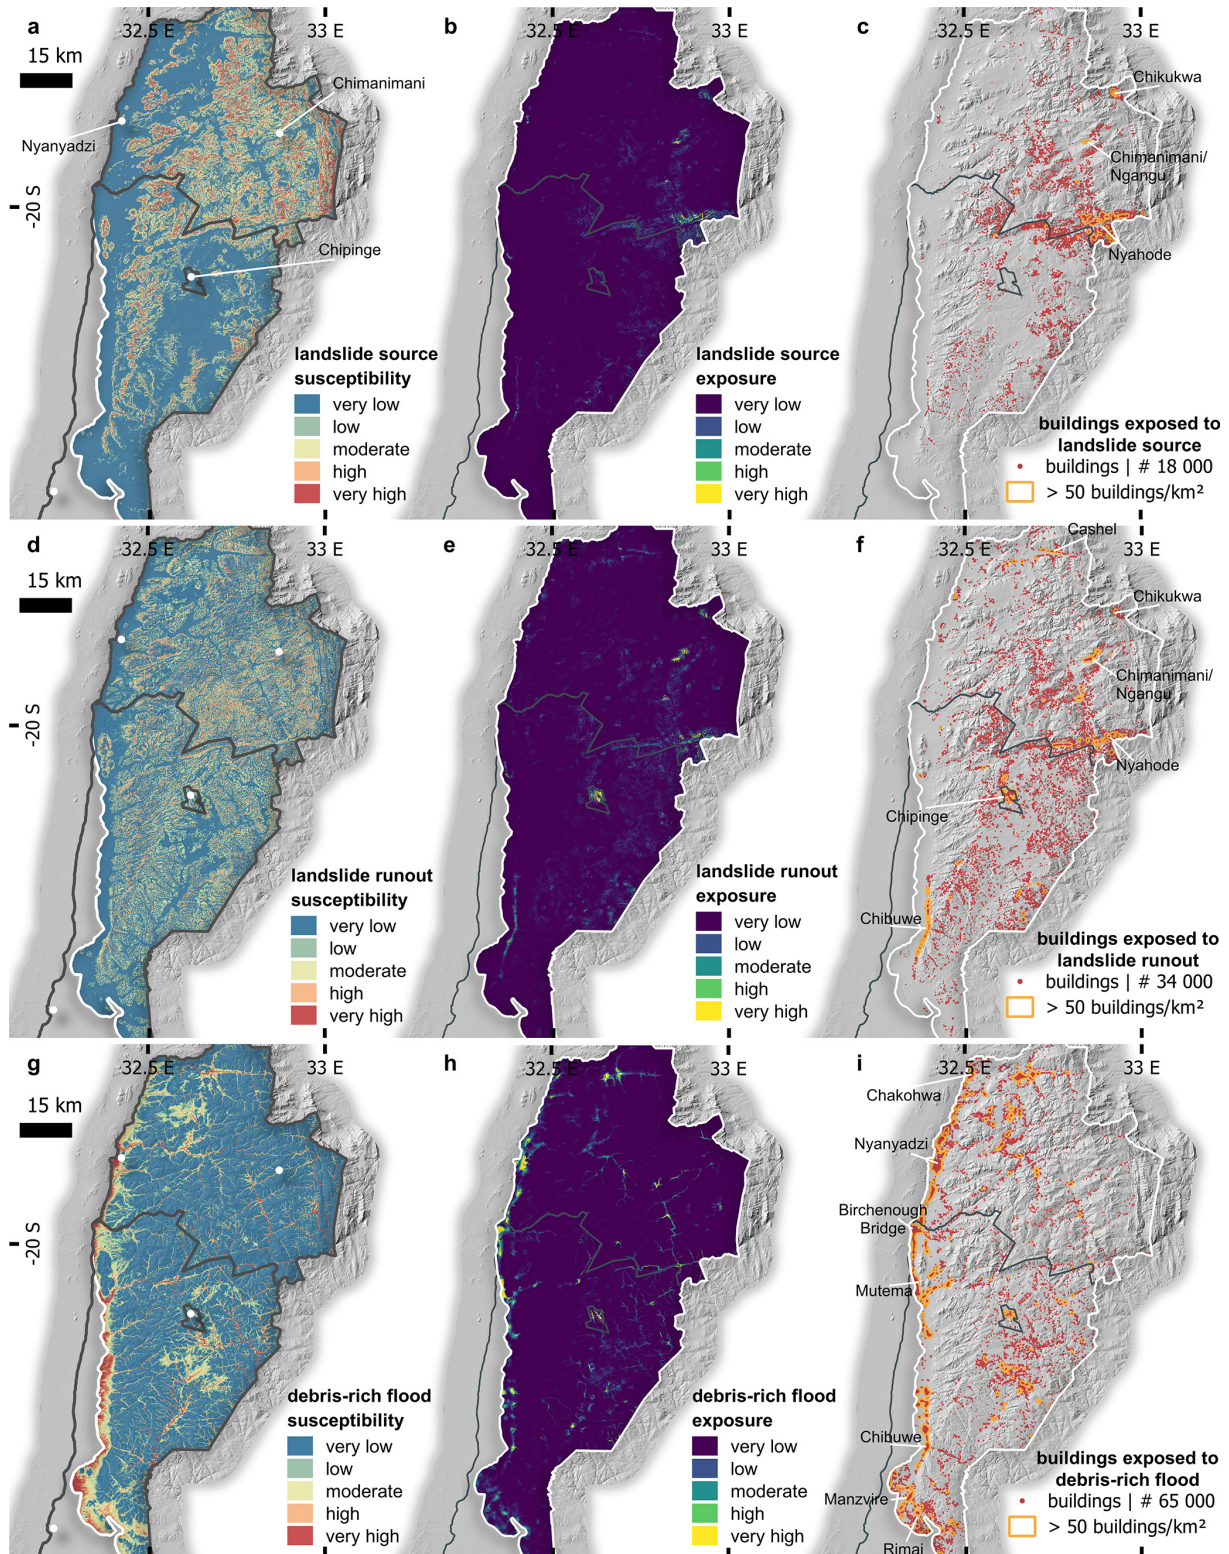 a
32.5 E
33 E
15 km
Chimanimani
Nyanyadzi
-20 S
Chipinge
landslide source
susceptibility
very low
low
moderate
high
very high
b
32.5 E
33 E
landslide source
exposure
very low
low
moderate
high
very high
c
32.5 E
33 E
Chikukwa
Chimanimani/
Ngangu
Nyahode
buildings exposed to
landslide source
buildings | # 18 000
> 50 buildings/km²
d
32.5 E
33 E
15 km
-20 S
landslide runout
susceptibility
very low
low
moderate
high
very high
e
32.5 E
33 E
landslide runout
exposure
very low
low
moderate
high
very high
f
32.5 E
Cashel
33 E
Chikukwa
Chimanimani/
Ngangu
Nyahode
Chipinge
Chibuwe
buildings exposed to
landslide runout
buildings | # 34 000
> 50 buildings/km²
g
32.5 E
33 E
15 km
-20 S
debris-rich flood
susceptibility
very low
low
moderate
high
very high
h
32.5 E
33 E
debris-rich flood
exposure
very low
low
moderate
high
very high
i
32.5 E
33 E
Chakohwa
Nyanyadzi
Birchenough
Bridge
Mutema
Chibuwe
Manzvire
Rimai
buildings exposed to
debris-rich flood
buildings | # 65 000
> 50 buildings/km²